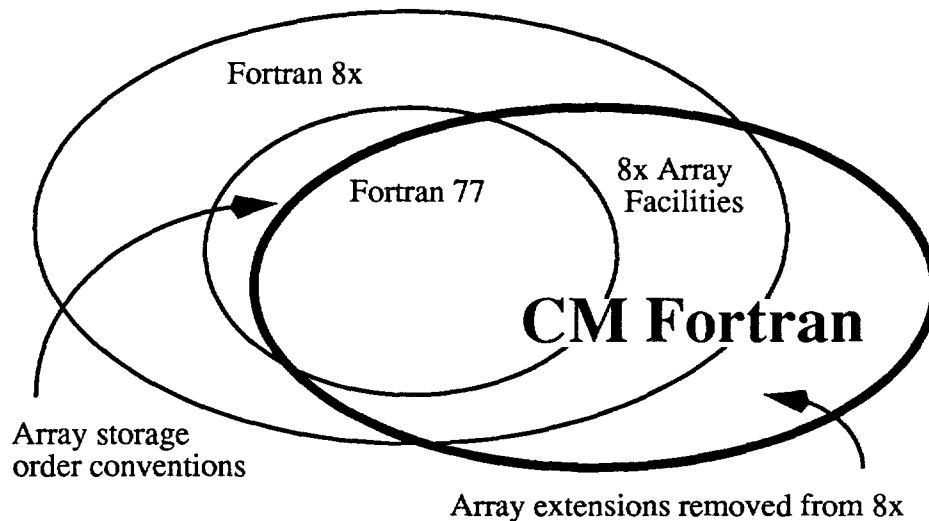 Fortran 8x
Fortran 77
8x Array
Facilities
CM Fortran
Array storage
order conventions
Array extensions removed from 8x